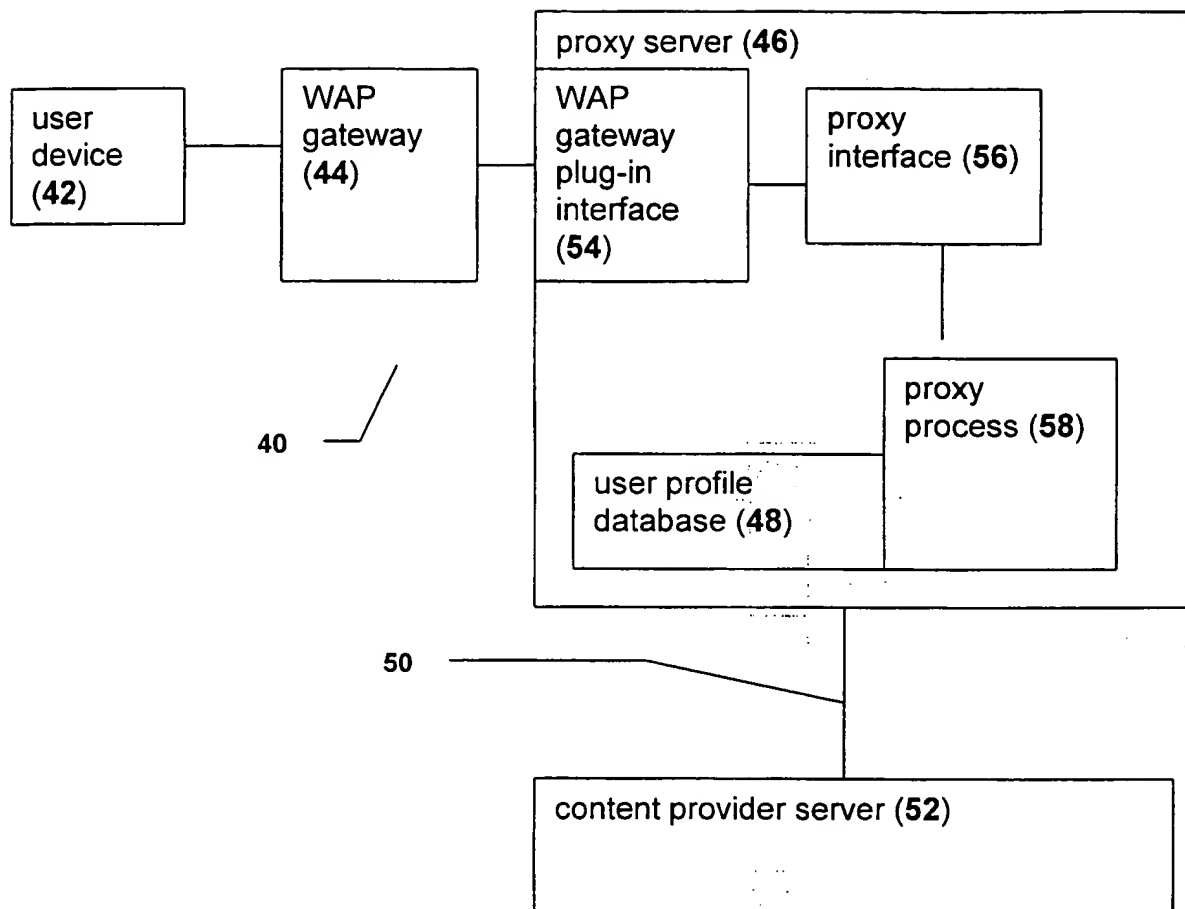 proxy server (46)
user
device
(42)
WAP
gateway
(44)
WAP
gateway
plug-in
interface
(54)
proxy
interface (56)
proxy
process (58)
40
user profile
database (48)
50
content provider server (52)